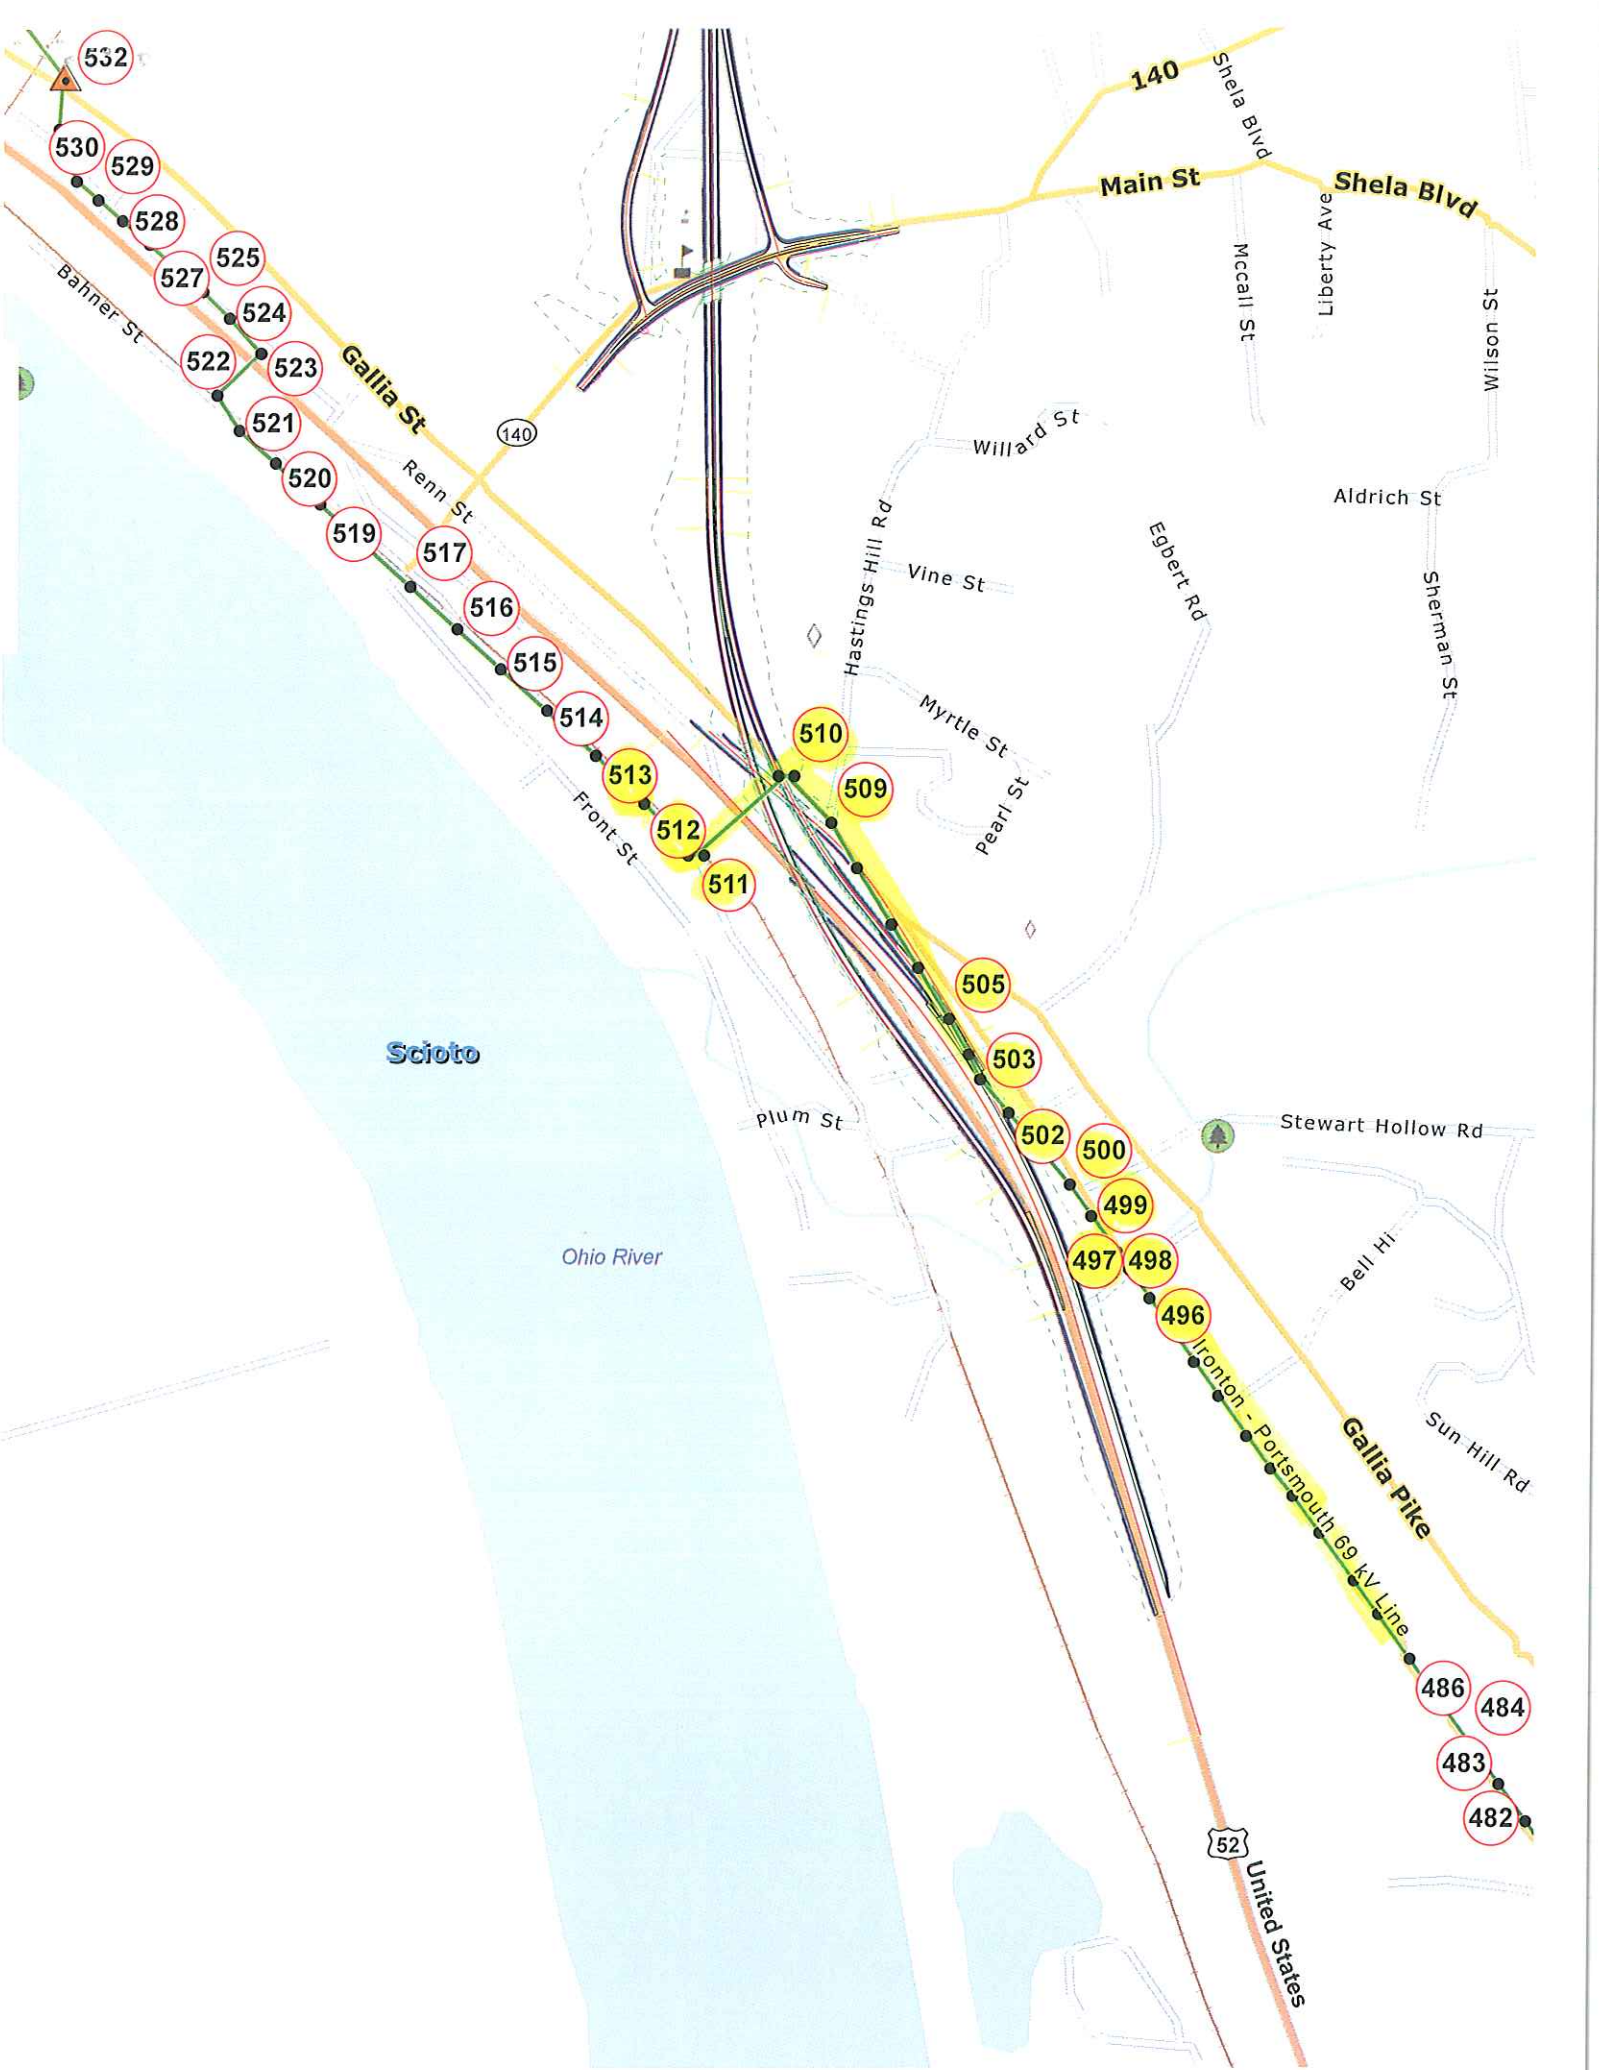 532
140
Shela Blvd
530
529
Main St
Shela Blvd
528
525
527
Bahner St
524
522
523
Gallia St
Mccall St
Liberty Ave
Wilson St
521
140
Willard St
520
Renn St
Aldrich St
519
517
Hastings Hill Rd
Vine St
Egbert Rd
516
Sherman St
515
514
Myrtle St
510
513
509
Pearl St
512
Front St
511
505
Scioto
503
Plum St
502
500
Stewart Hollow Rd
499
Ohio River
497
498
Bell Hi
496
Ironton - Portsmouth 69 kV Line
Sun Hill Rd
Gallia Pike
486
484
483
482
52
United States